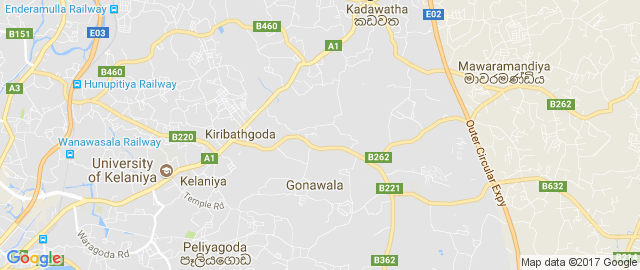 Enderamulla Railway
Kadawatha
කඩවත
E02
B151
E03
B460
A1
Mawaramandiya
මාවරමණ්ඩිය
B460
A3
Hunupitiya Railway
B262
Outer Circular Expy
Wanawasala Railway
B220
Kiribathgoda
A1
B262
University
of Kelaniya
Kelaniya
Gonawala
B221
B632
Temple Rd
Waragoda Rd
Peliyagoda
පෑලියගොඩ
B362
Google
Map data ©2017 Google